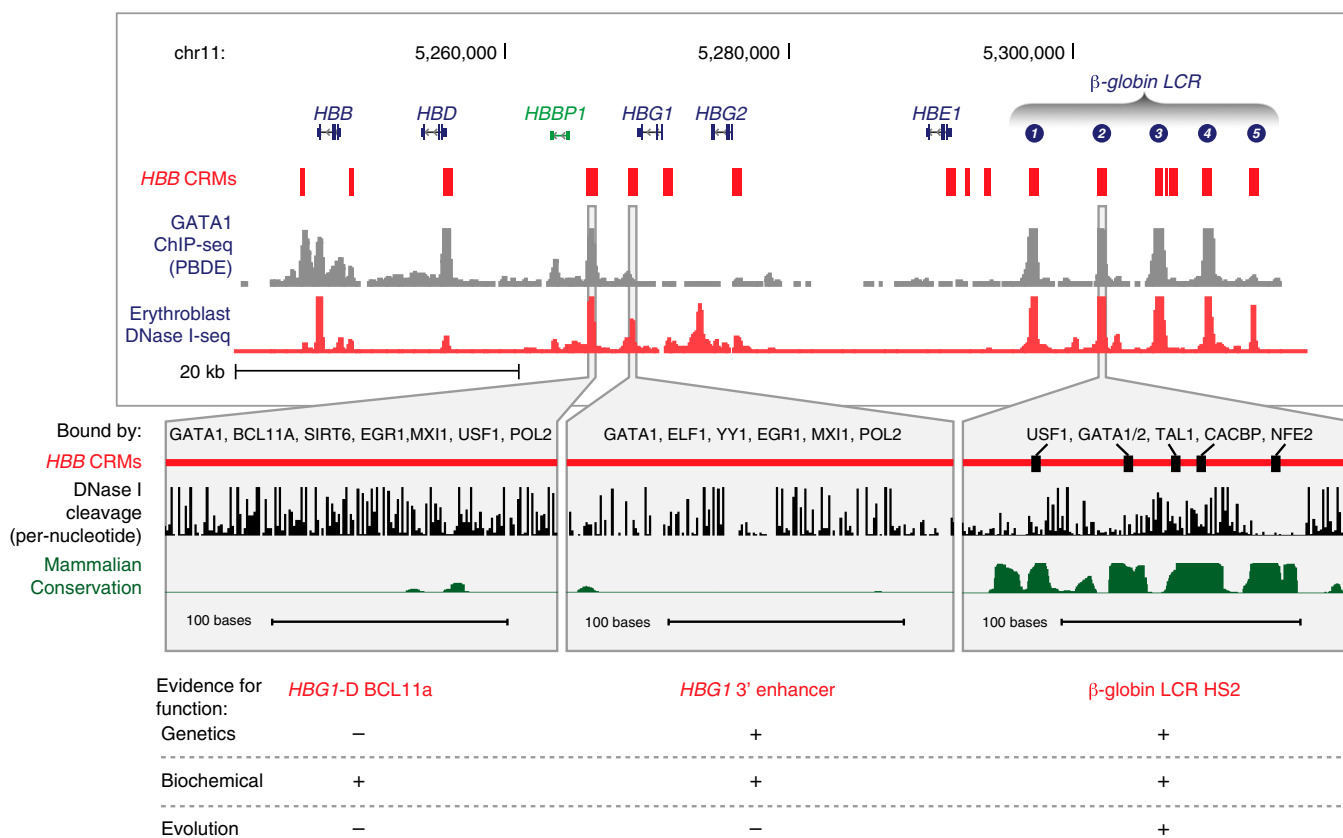 chr11: 5,260,000 5,280,000 5,300,000
β-globin LCR
HBB HBD HBBP1 HBG1 HBG2 HBE1
1 2 3 4 5
HBB CRMs
GATA1
ChIP-seq
(PBDE)
Erythroblast
DNase I-seq
20 kb
Bound by: GATA1, BCL11A, SIRT6, EGR1,MXI1, USF1, POL2 GATA1, ELF1, YY1, EGR1, MXI1, POL2 USF1, GATA1/2, TAL1, CACBP, NFE2
HBB CRMs
DNase I
cleavage
(per-nucleotide)
Mammalian
Conservation
100 bases 100 bases 100 bases
Evidence for
function:
HBG1-D BCL11a HBG1 3' enhancer β-globin LCR HS2
Genetics − + +
Biochemical + + +
Evolution − − +